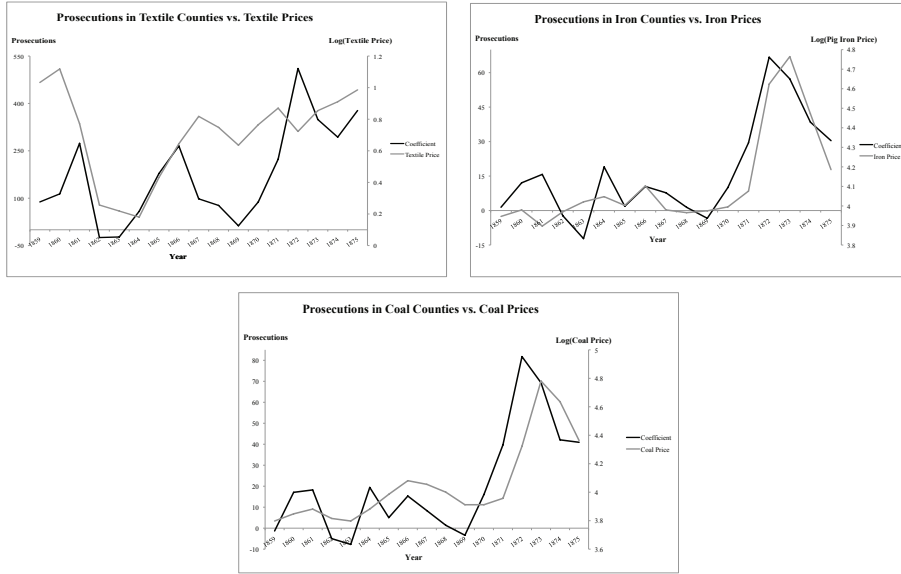 Prosecutions in Textile Counties vs. Textile Prices
Prosecutions
Log(Textile Price)
550
400
250
100
-50
1.2
1
0.8
0.6
0.4
0.2
0
1859 1860 1861 1862 1863 1864 1865 1866 1867 1868 1869 1870 1871 1872 1873 1874 1875
Year
Coefficient
Textile Price
Prosecutions in Iron Counties vs. Iron Prices
Prosecutions
Log(Pig Iron Price)
60
45
30
15
0
-15
4.8
4.7
4.6
4.5
4.4
4.3
4.2
4.1
4
3.9
3.8
1859 1860 1861 1862 1863 1864 1865 1866 1867 1868 1869 1870 1871 1872 1873 1874 1875
Year
Coefficient
Iron Price
Prosecutions in Coal Counties vs. Coal Prices
Prosecutions
Log(Coal Price)
80
70
60
50
40
30
20
10
0
-10
5
4.8
4.6
4.4
4.2
4
3.8
3.6
1859 1860 1861 1862 1863 1864 1865 1866 1867 1868 1869 1870 1871 1872 1873 1874 1875
Year
Coefficient
Coal Price